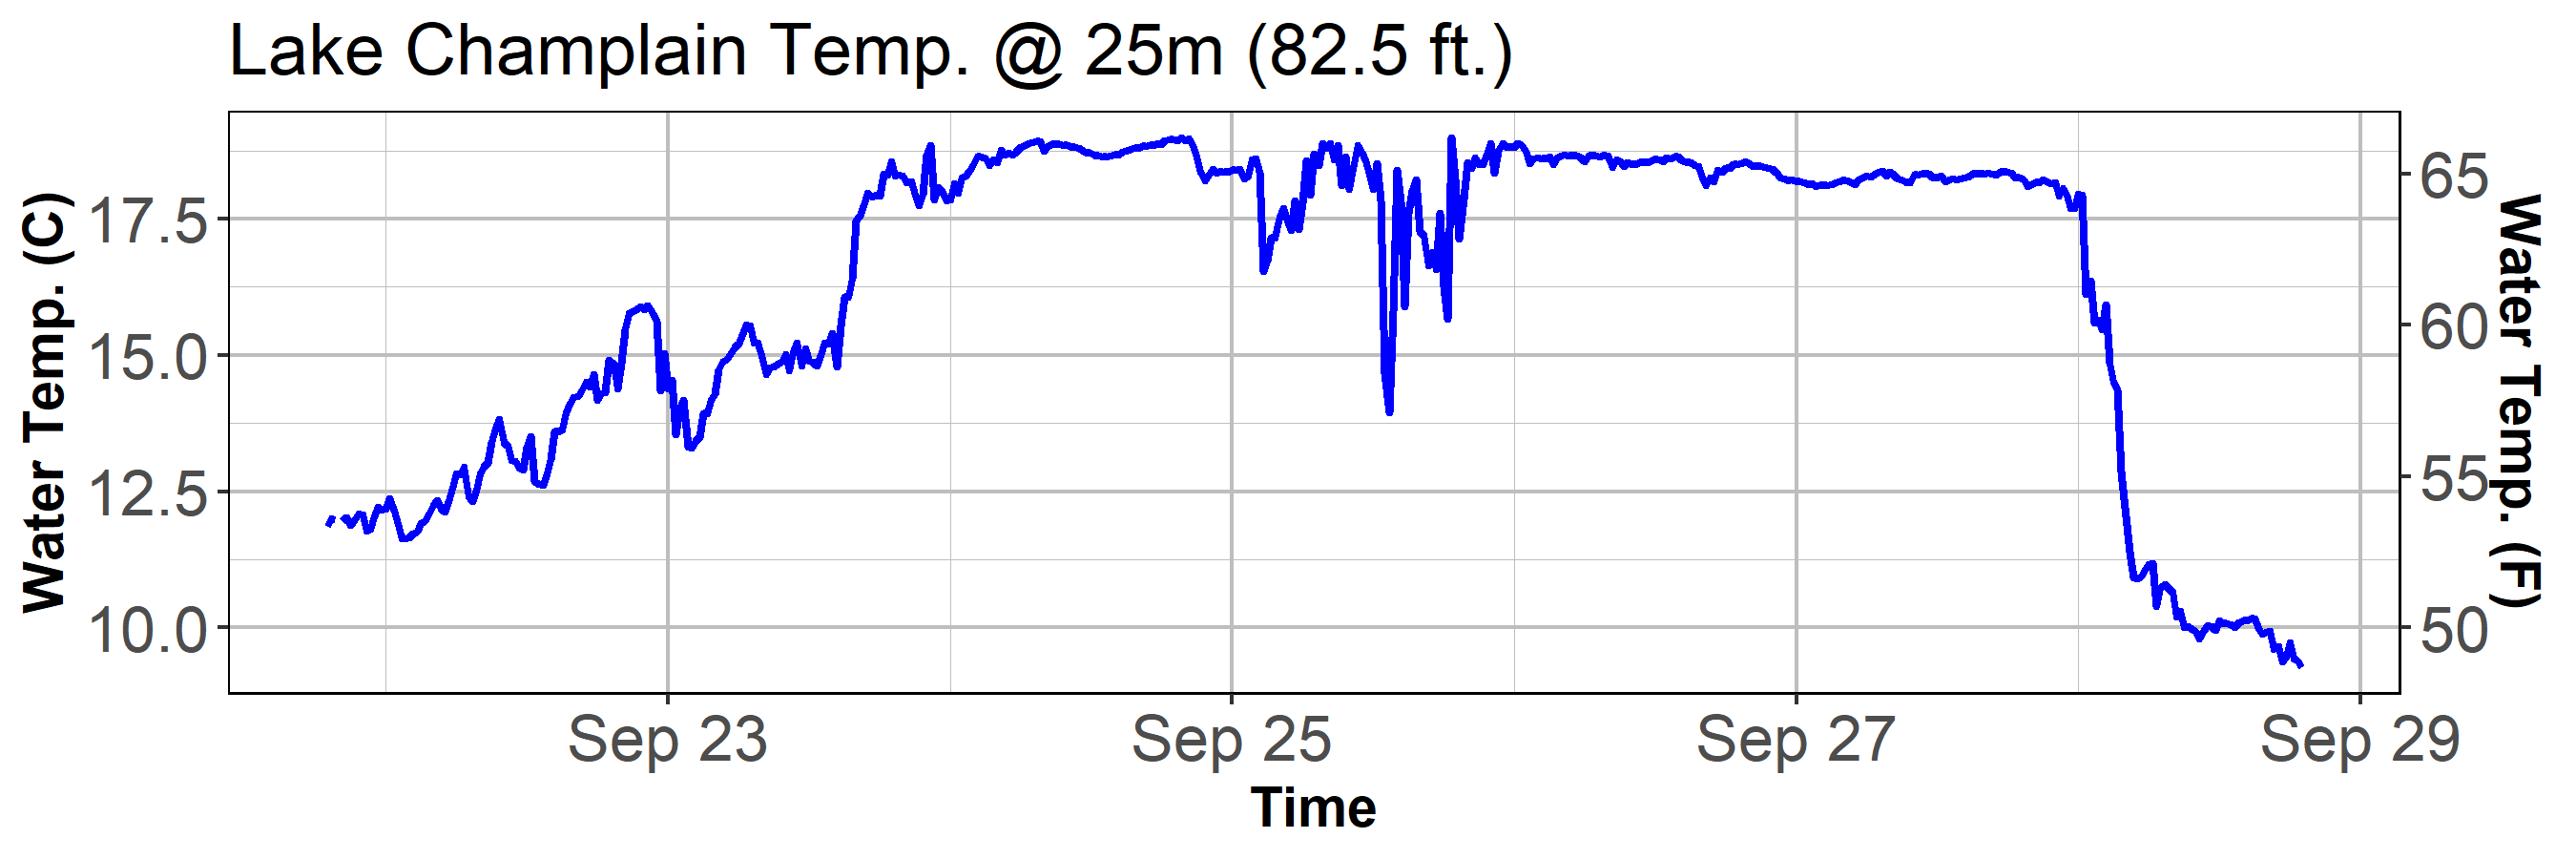 Lake Champlain Temp. @ 25m (82.5 ft.)
Water Temp. (C)
17.5
15.0
12.5
10.0
65
60
55
50
Water Temp. (F)
Sep 23
Sep 25
Sep 27
Sep 29
Time